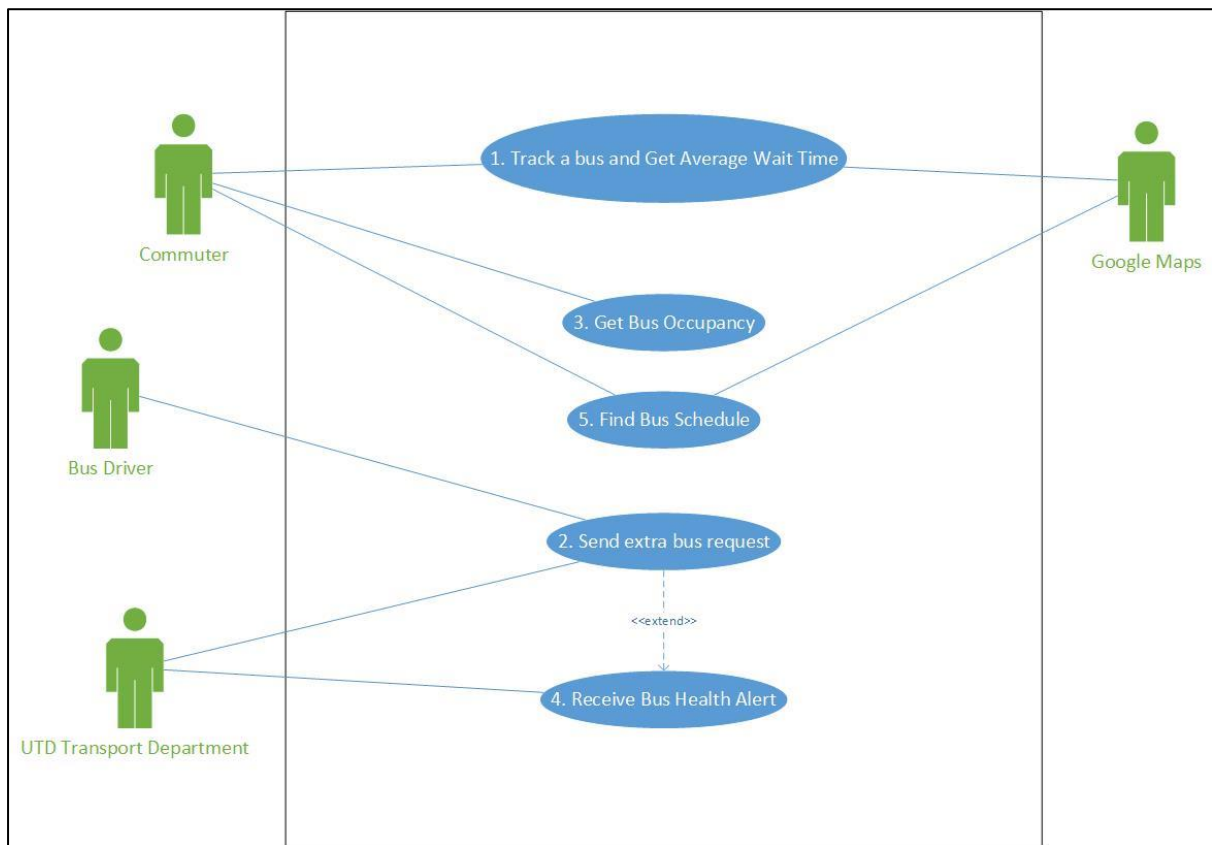 1. Track a bus and Get Average Wait Time
Commuter
Google Maps
3. Get Bus Occupancy
5. Find Bus Schedule
Bus Driver
2. Send extra bus request
<<extend>>
4. Receive Bus Health Alert
UTD Transport Department